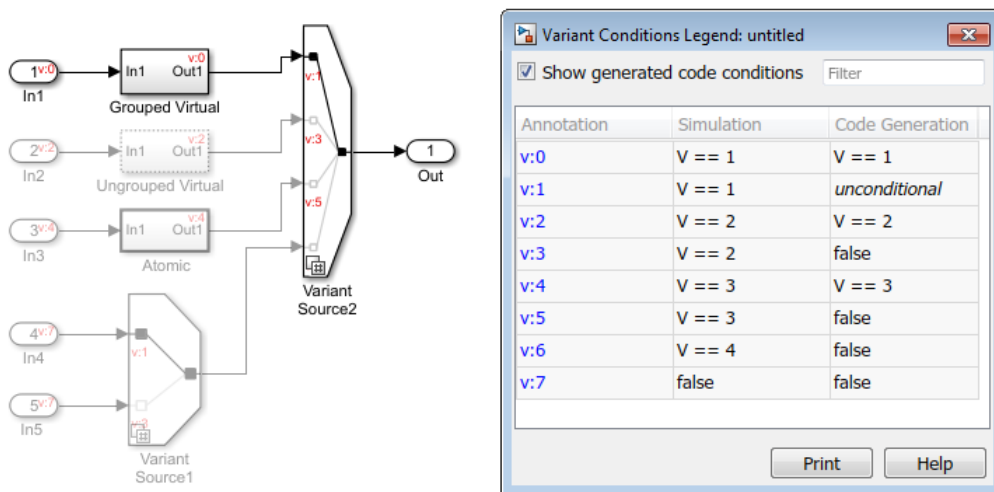 1 v:0
In1
In1 Out1 v:0
Grouped Virtual
v:1
2 v:2
In2
In1 Out1 v:2
Ungrouped Virtual
v:3
1
Out
3 v:4
In3
In1 Out1 v:4
Atomic
v:5
Variant
Source2
4 v:7
In4
v:1
5 v:7
In5
v:3
Variant
Source1
Variant Conditions Legend: untitled
Show generated code conditions Filter
Annotation Simulation Code Generation
v:0 V == 1 V == 1
v:1 V == 1 unconditional
v:2 V == 2 V == 2
v:3 V == 2 false
v:4 V == 3 V == 3
v:5 V == 3 false
v:6 V == 4 false
v:7 false false
Print Help